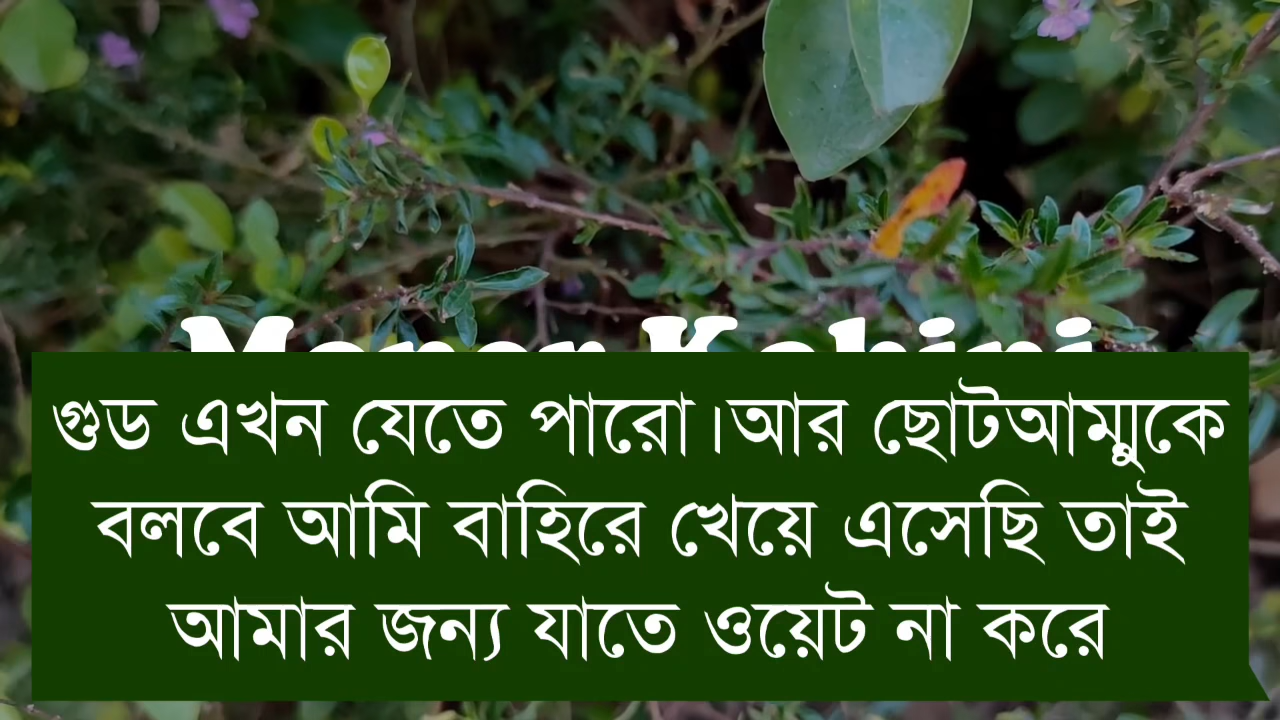 গুড এখন যেতে পারো।আর ছোটআম্মুকে
বলবে আমি বাহিরে খেয়ে এসেছি তাই
আমার জন্য যাতে ওয়েট না করে